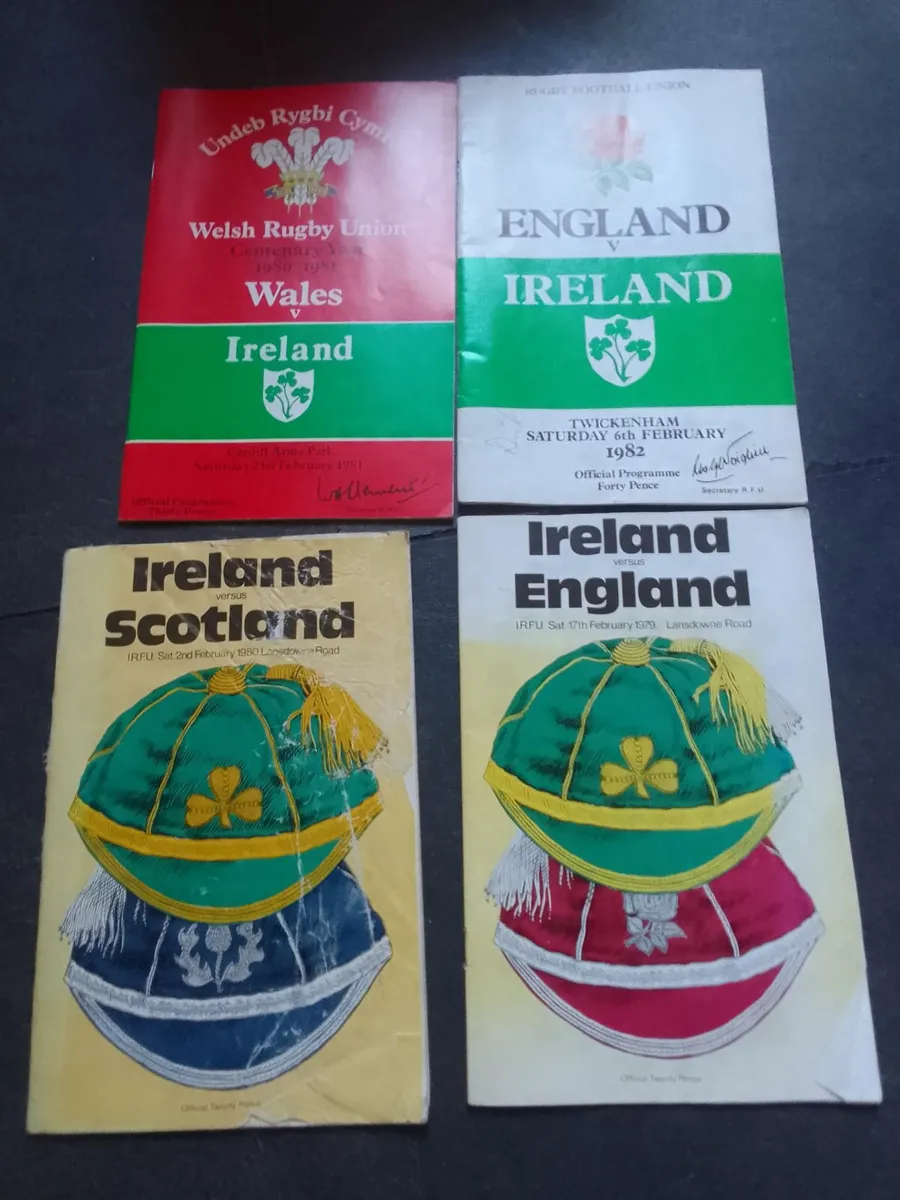 Undeb Rygbi Cymru
Welsh Rugby Union
Centenary Year
1980-1981
Wales
v
Ireland
Cardiff Arms Park
Saturday 21st February 1981
Official Programme
Thirty Pence
RUGBY FOOTBALL UNION
ENGLAND
v
IRELAND
TWICKENHAM
SATURDAY 6th FEBRUARY
1982
Official Programme
Forty Pence
Secretary R.F.U.
Ireland
versus
Scotland
I.R.F.U. Sat. 2nd February 1980 Lansdowne Road
Official Twenty Pence
Ireland
versus
England
I.R.F.U. Sat. 17th February 1979. Lansdowne Road
Official Twenty Pence